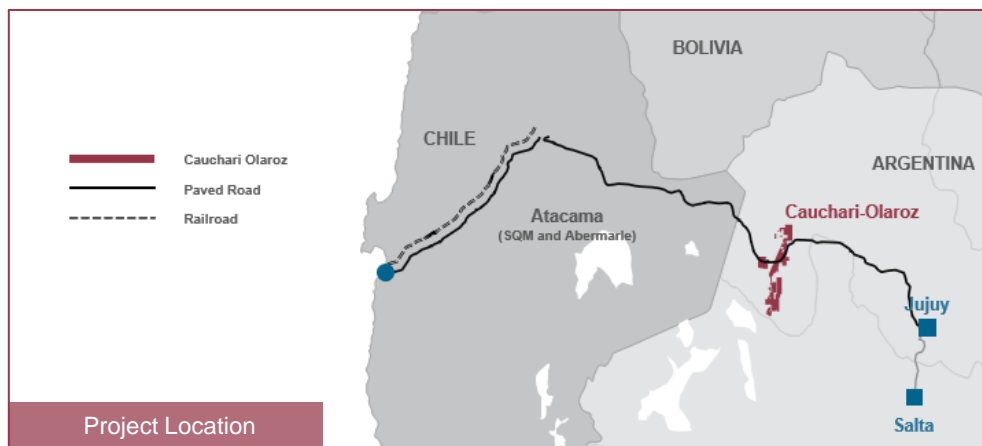 BOLIVIA
CHILE
ARGENTINA
Cauchari Olaroz
Paved Road
Railroad
Cauchari-Olaroz
Atacama
(SQM and Abermarle)
Jujuy
Salta
Project Location